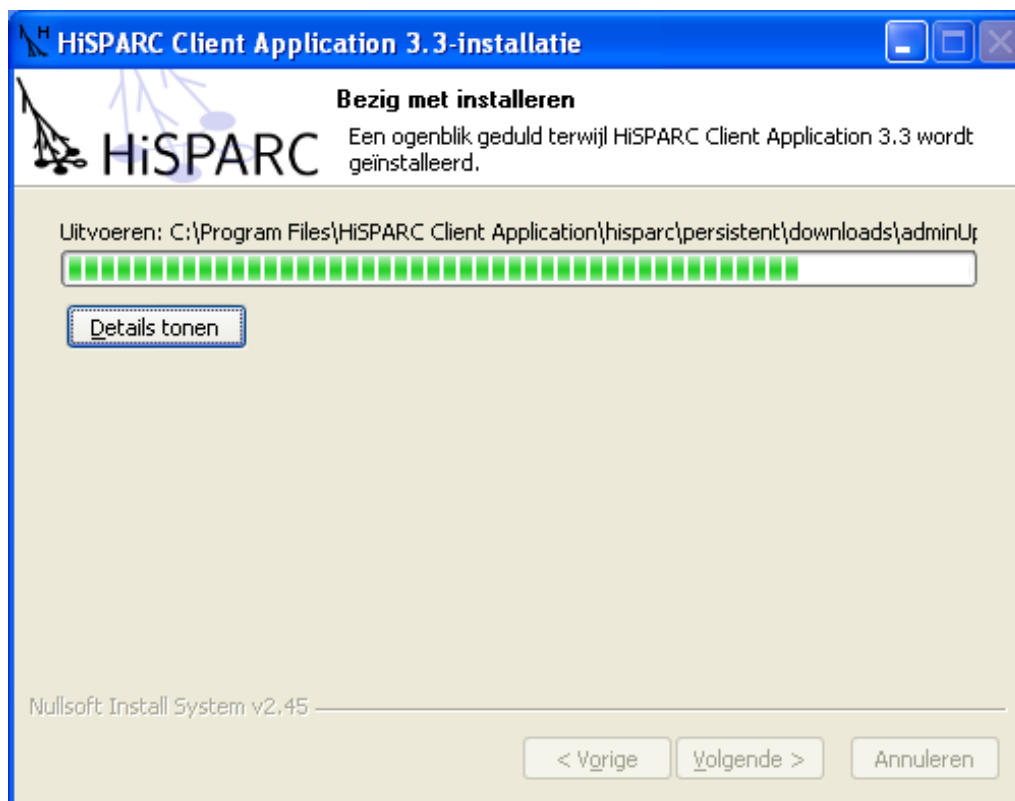 HiSPARC Client Application 3.3-installatie
HiSPARC
Bezig met installeren
Een ogenblik geduld terwijl HiSPARC Client Application 3.3 wordt
geïnstalleerd.
Uitvoeren: C:\Program Files\HiSPARC Client Application\hisparc\persistent\downloads\adminUp
Details tonen
Nullsoft Install System v2.45
< Vorige
Volgende >
Annuleren